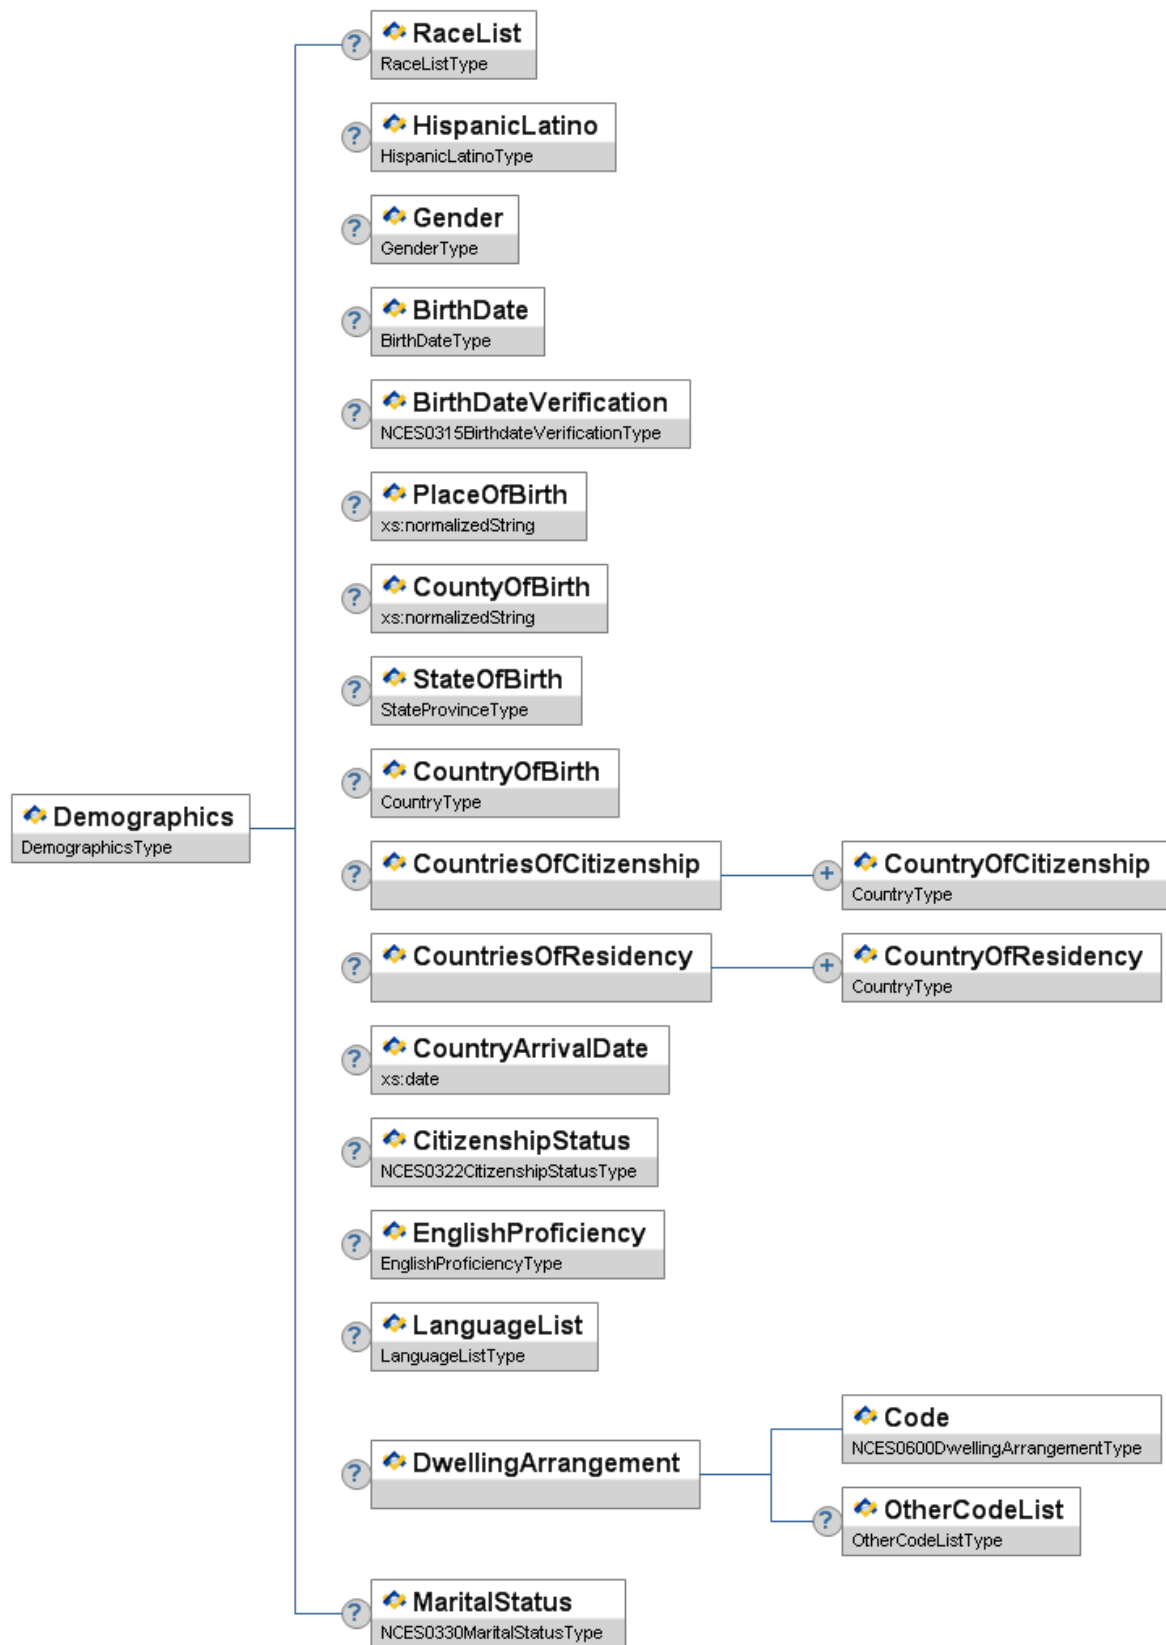 ? RaceList
RaceListType
? HispanicLatino
HispanicLatinoType
? Gender
GenderType
? BirthDate
BirthDateType
? BirthDateVerification
NCES0315BirthdateVerificationType
? PlaceOfBirth
xs:normalizedString
? CountyOfBirth
xs:normalizedString
? StateOfBirth
StateProvinceType
? CountryOfBirth
CountryType
Demographics
DemographicsType
? CountriesOfCitizenship + CountryOfCitizenship
CountryType
? CountriesOfResidency + CountryOfResidency
CountryType
? CountryArrivalDate
xs:date
? CitizenshipStatus
NCES0322CitizenshipStatusType
? EnglishProficiency
EnglishProficiencyType
? LanguageList
LanguageListType
? DwellingArrangement
Code
NCES0600DwellingArrangementType
? OtherCodeList
OtherCodeListType
? MaritalStatus
NCES0330MaritalStatusType